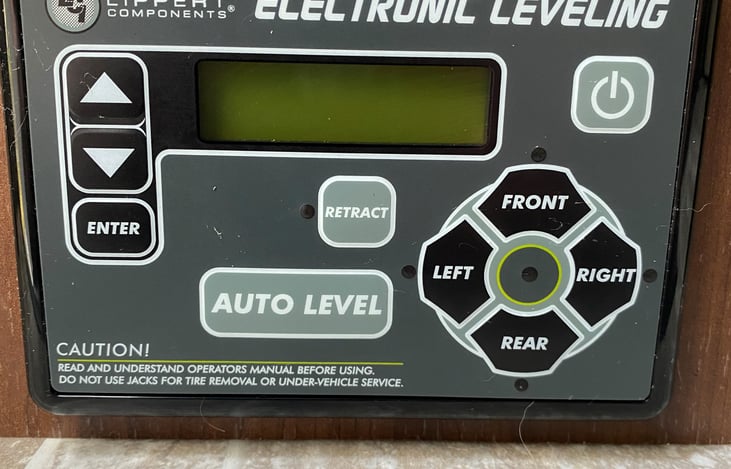 LIPPERT
COMPONENTS®
ELECTRONIC LEVELING
ENTER
RETRACT
AUTO LEVEL
FRONT
LEFT
RIGHT
REAR
CAUTION!
READ AND UNDERSTAND OPERATORS MANUAL BEFORE USING.
DO NOT USE JACKS FOR TIRE REMOVAL OR UNDER-VEHICLE SERVICE.